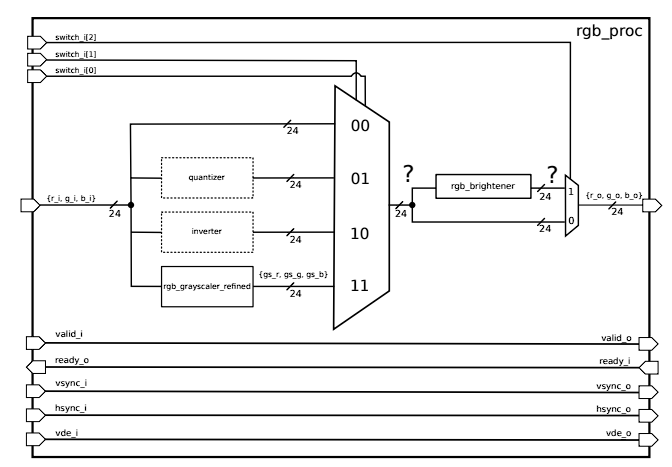 rgb_proc
switch_i[2]
switch_i[1]
switch_i[0]
24
00
quantizer
24
01
?
?
rgb_brightener
24
1
{r_i, g_i, b_i}
24
24
{r_o, g_o, b_o}
24
inverter
24
10
24
0
rgb_grayscaler_refined
{gs_r, gs_g, gs_b}
24
11
valid_i
valid_o
ready_o
ready_i
vsync_i
vsync_o
hsync_i
hsync_o
vde_i
vde_o